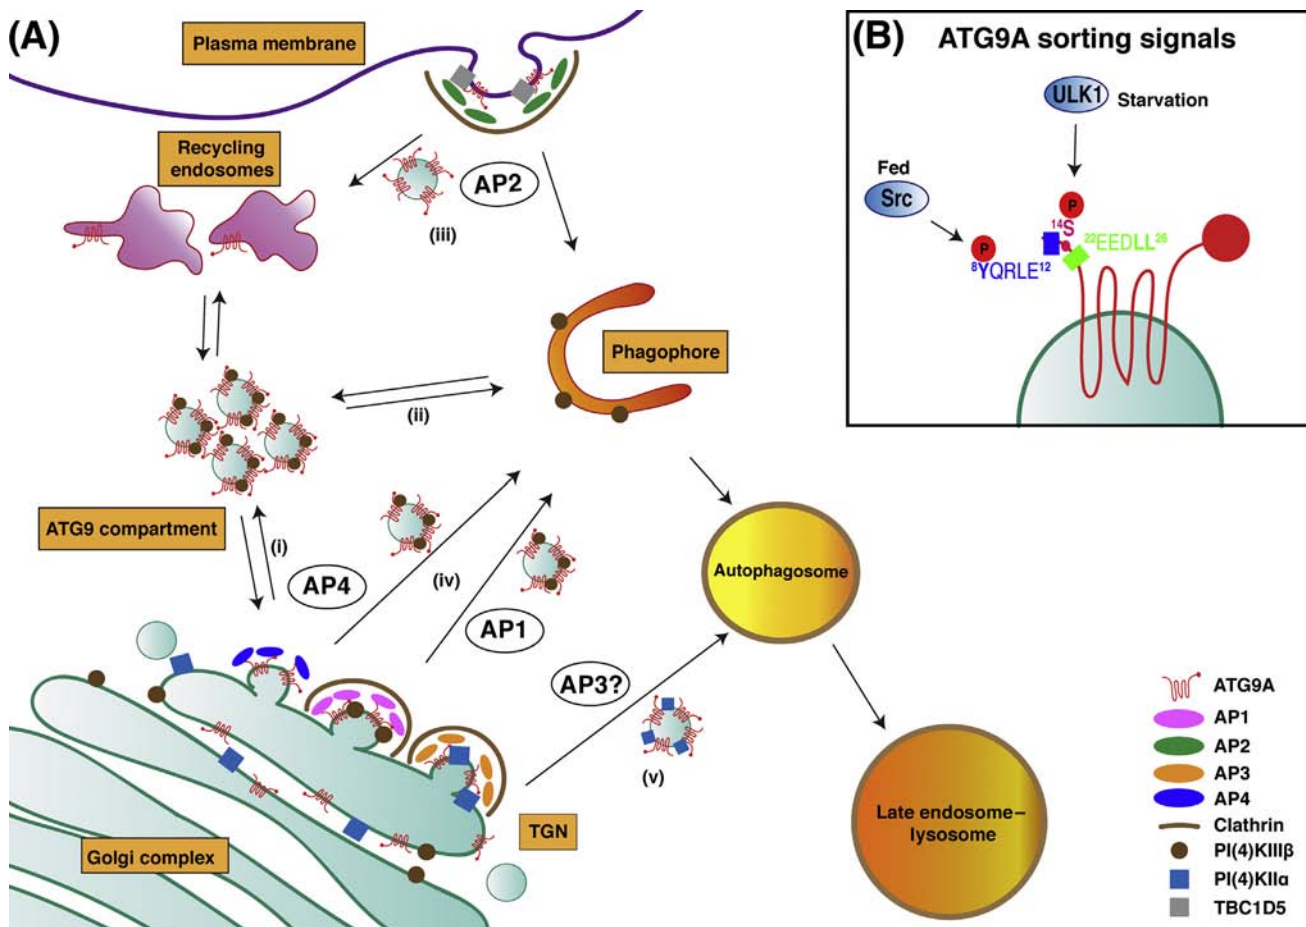 (A)
Plasma membrane
Recycling
endosomes
AP2
(iii)
Phagophore
(ii)
ATG9 compartment
(i)
AP4
(iv)
AP1
Autophagosome
AP3?
(v)
TGN
Golgi complex
Late endosome–
lysosome
(B)
ATG9A sorting signals
ULK1
Starvation
Fed
Src
P
P
¹⁴S
²²EEDLL²⁶
⁸YQRLE¹²
ATG9A
AP1
AP2
AP3
AP4
Clathrin
PI(4)KIIIβ
PI(4)KIIα
TBC1D5